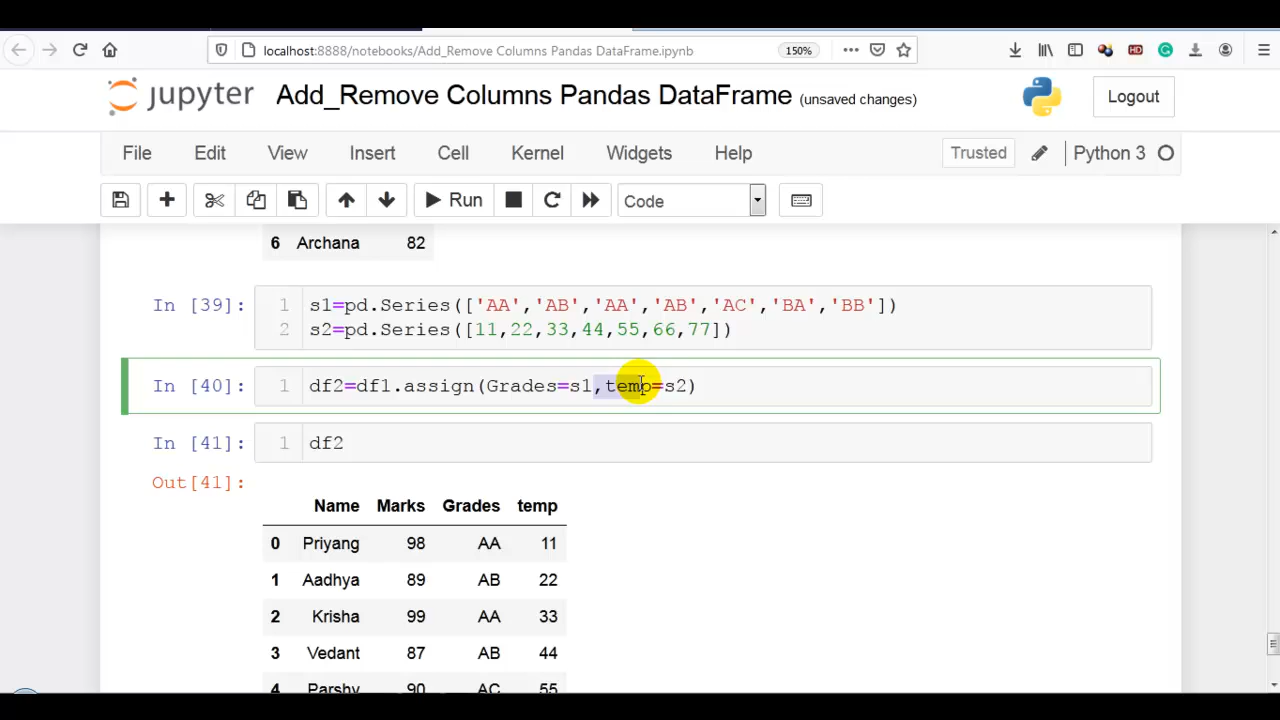 localhost:8888/notebooks/Add_Remove Columns Pandas DataFrame.ipynb 150% HD
jupyter Add_Remove Columns Pandas DataFrame (unsaved changes) Logout
File Edit View Insert Cell Kernel Widgets Help Trusted Python 3
Run Code
6 Archana 82
In [39]: 1 s1=pd.Series(['AA','AB','AA','AB','AC','BA','BB'])
2 s2=pd.Series([11,22,33,44,55,66,77])
In [40]: 1 df2=df1.assign(Grades=s1,temp=s2)
In [41]: 1 df2
Out[41]:
Name Marks Grades temp
0 Priyang 98 AA 11
1 Aadhya 89 AB 22
2 Krisha 99 AA 33
3 Vedant 87 AB 44
4 Parshv 90 AC 55